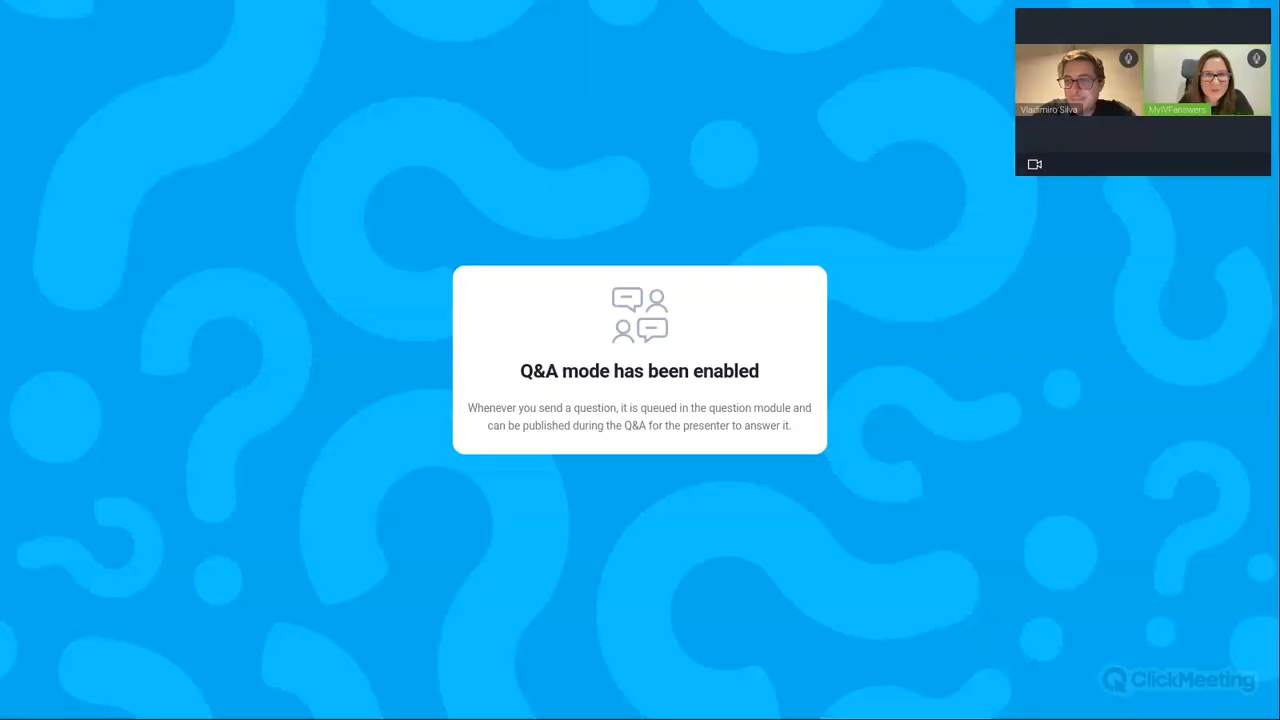 Vladimiro Silva
MyIVFanswers
Q&A mode has been enabled
Whenever you send a question, it is queued in the question module and
can be published during the Q&A for the presenter to answer it.
ClickMeeting